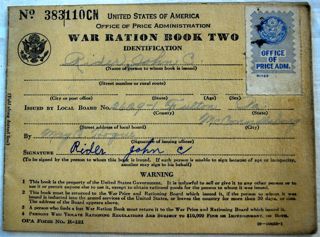 No 383110CN UNITED STATES OF AMERICA
OFFICE OF PRICE ADMINISTRATION
WAR RATION BOOK TWO
IDENTIFICATION
OFFICE
OF
PRICE ADM.
Rider, John C
(Name of person to whom book is issued)
(Street number or rural route)
(City or post office) (State) (Age) (Sex)
ISSUED BY LOCAL BOARD No. Fulton
(County) (State)
(Street address of local board) (City)
By
(Signature of issuing officer)
SIGNATURE Rider John C
(To be signed by the person to whom this book is issued. If such person is unable to sign because of age or incapacity, another may sign in his behalf)
WARNING
1 This book is the property of the United States Government. It is unlawful to sell or give it to any other person or to use it or permit anyone else to use it, except to obtain rationed goods for the person to whom it was issued.
2 This book must be returned to the War Price and Rationing Board which issued it, if the person to whom it was issued is inducted into the armed services of the United States, or leaves the country for more than 30 days, or dies.
3 A person who finds a lost War Ration Book must return it to the War Price and Rationing Board which issued it.
4 PERSONS WHO VIOLATE RATIONING REGULATIONS ARE SUBJECT TO $10,000 FINE OR IMPRISONMENT, OR BOTH.
OPA FORM No. R-121